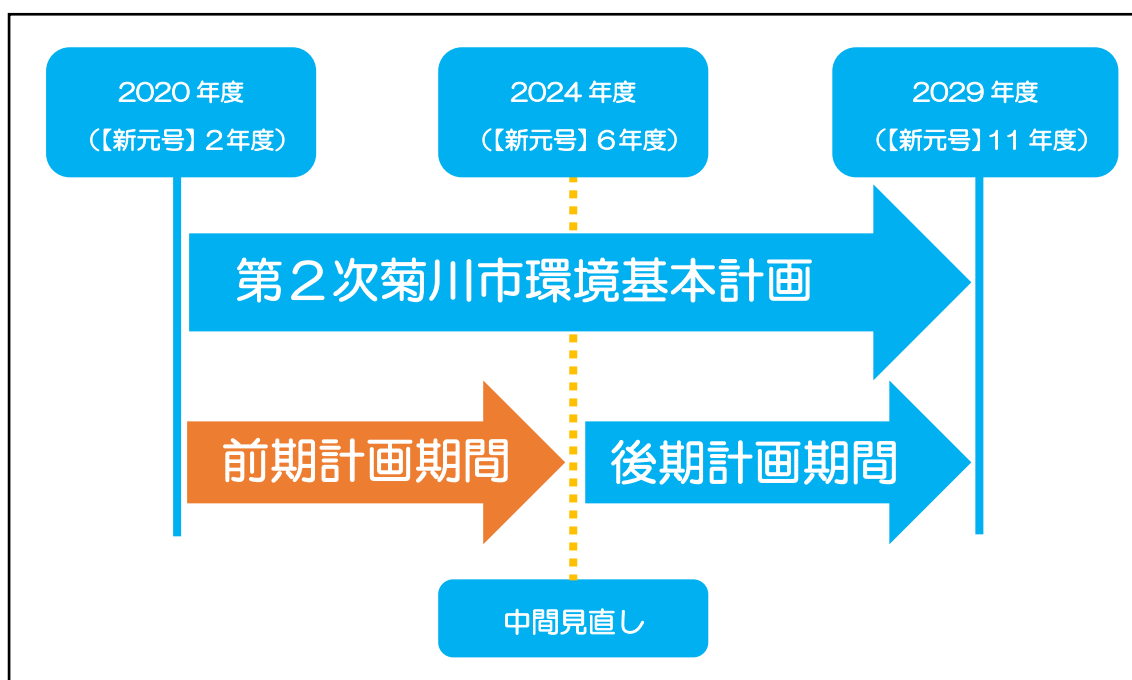 2020 年度
（【新元号】２年度）
2024 年度
（【新元号】６年度）
2029 年度
（【新元号】11 年度）
第２次菊川市環境基本計画
前期計画期間
後期計画期間
中間見直し